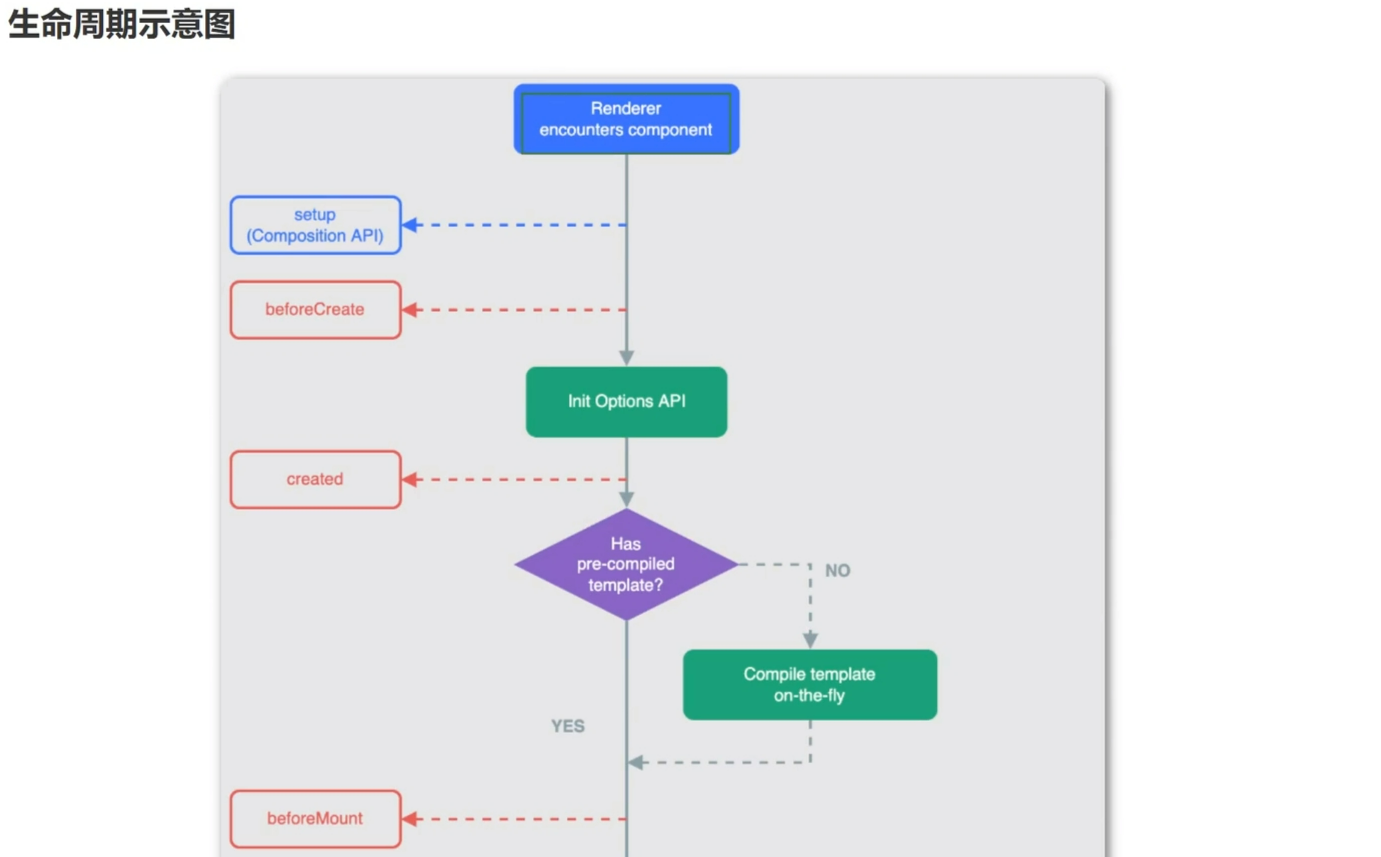 生命周期示意图
Renderer
encounters component
setup
(Composition API)
beforeCreate
Init Options API
created
Has
pre-compiled
template?
NO
Compile template
on-the-fly
YES
beforeMount